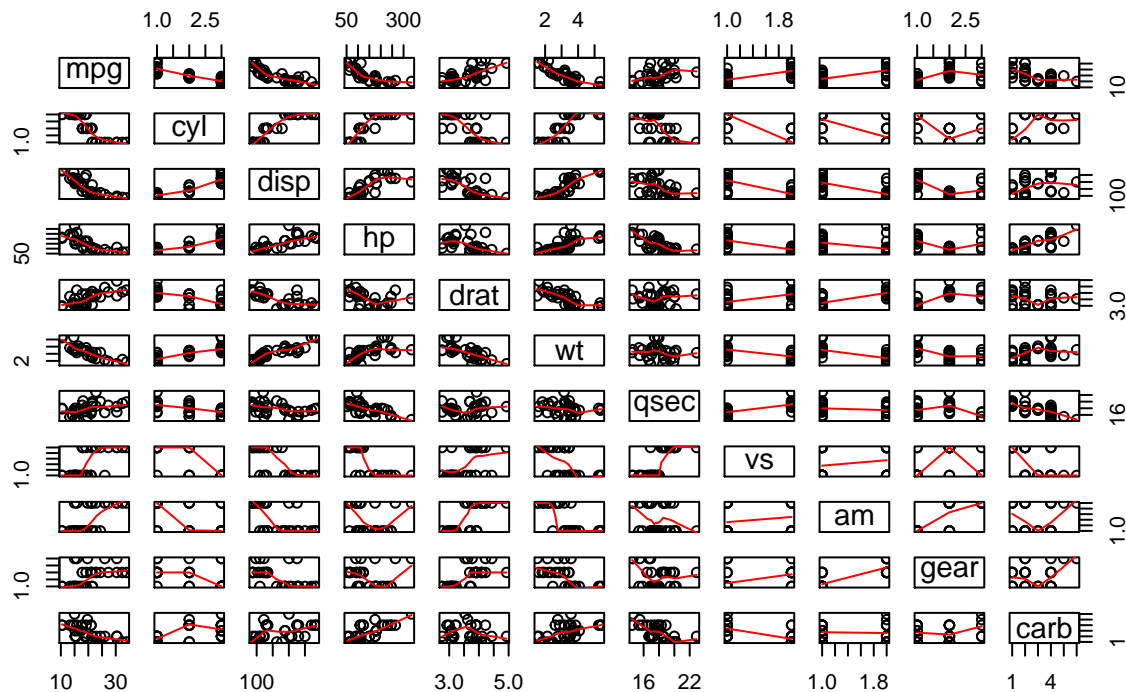 1.0 2.5 50 300 2 4 1.0 1.8 1.0 2.5
mpg 10
1.0 cyl
disp 100
50 hp
drat 3.0
2 wt
qsec 16
1.0 vs
am 1.0
1.0 gear
carb 1
10 30 100 3.0 5.0 16 22 1.0 1.8 1 4